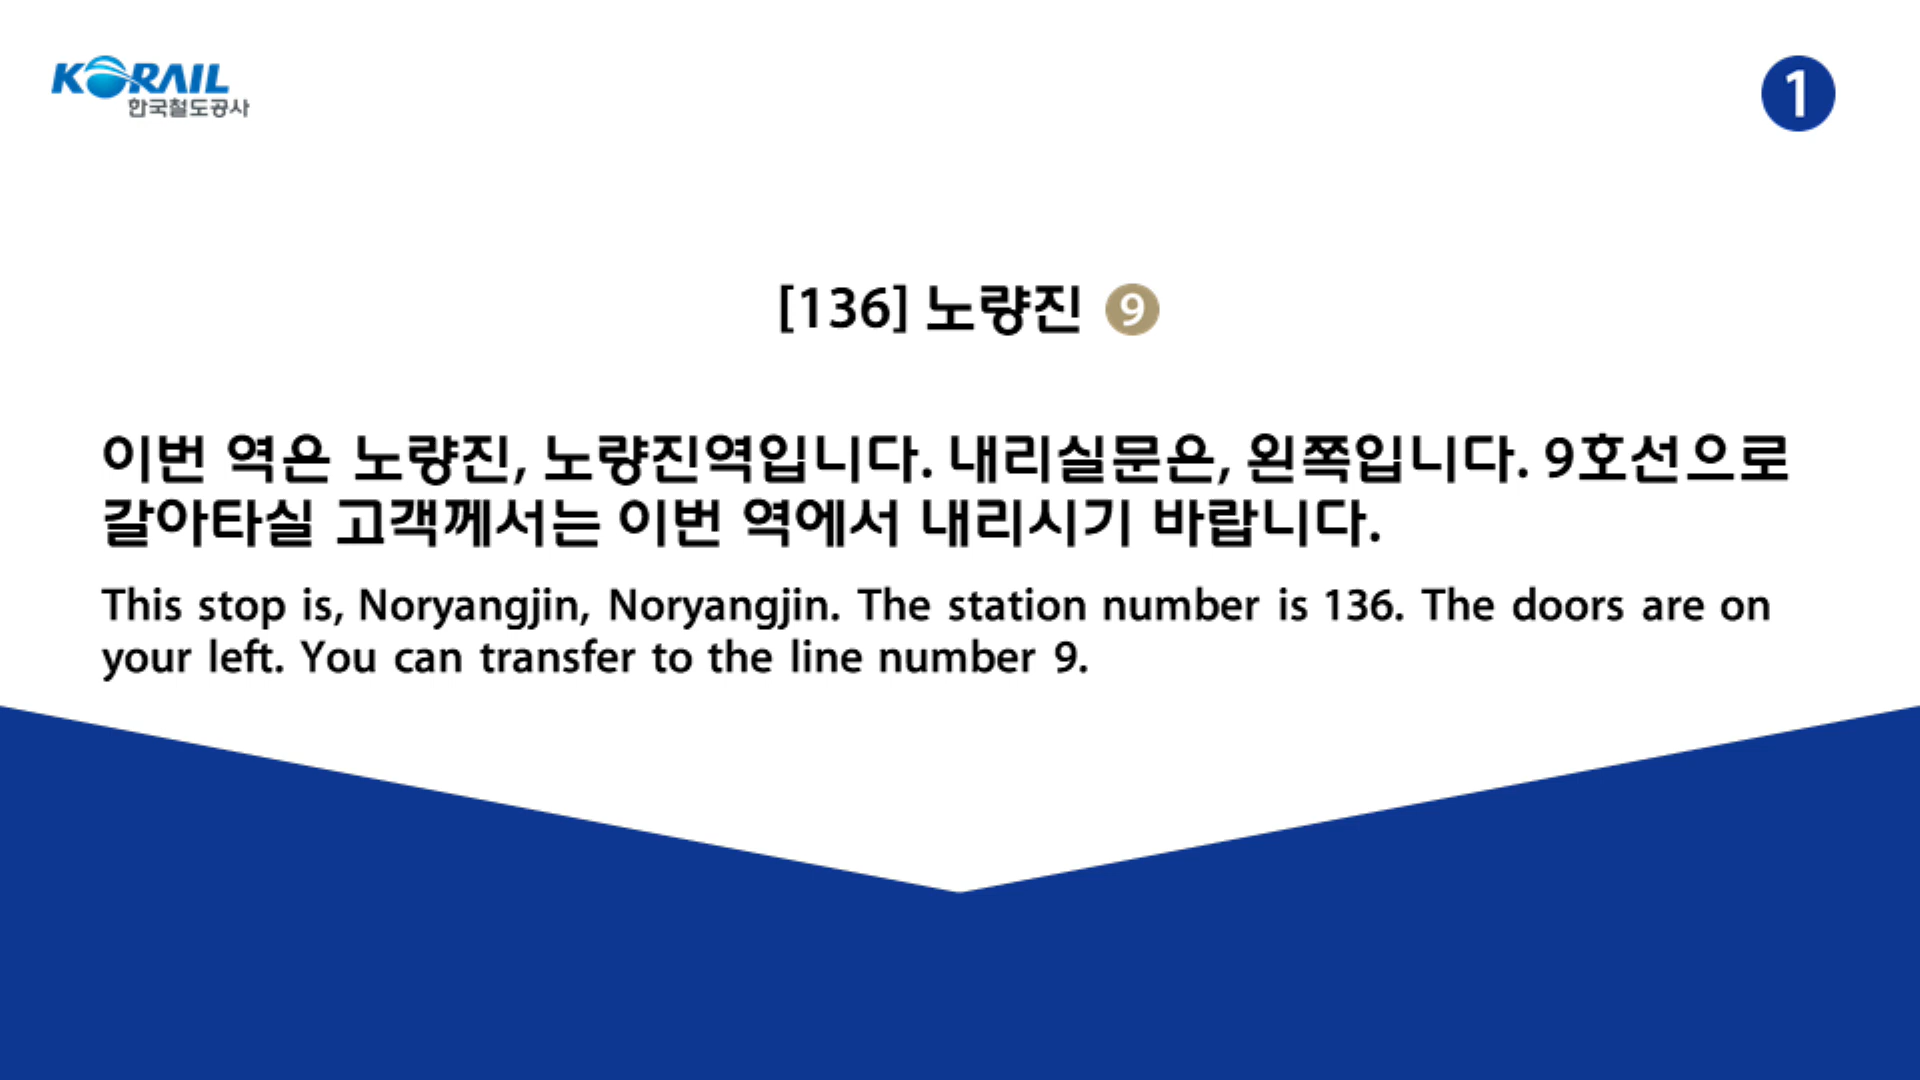 KORAIL
한국철도공사
1
[136] 노량진 9
이번 역은 노량진, 노량진역입니다. 내리실문은, 왼쪽입니다. 9호선으로
갈아타실 고객께서는 이번 역에서 내리시기 바랍니다.
This stop is, Noryangjin, Noryangjin. The station number is 136. The doors are on
your left. You can transfer to the line number 9.